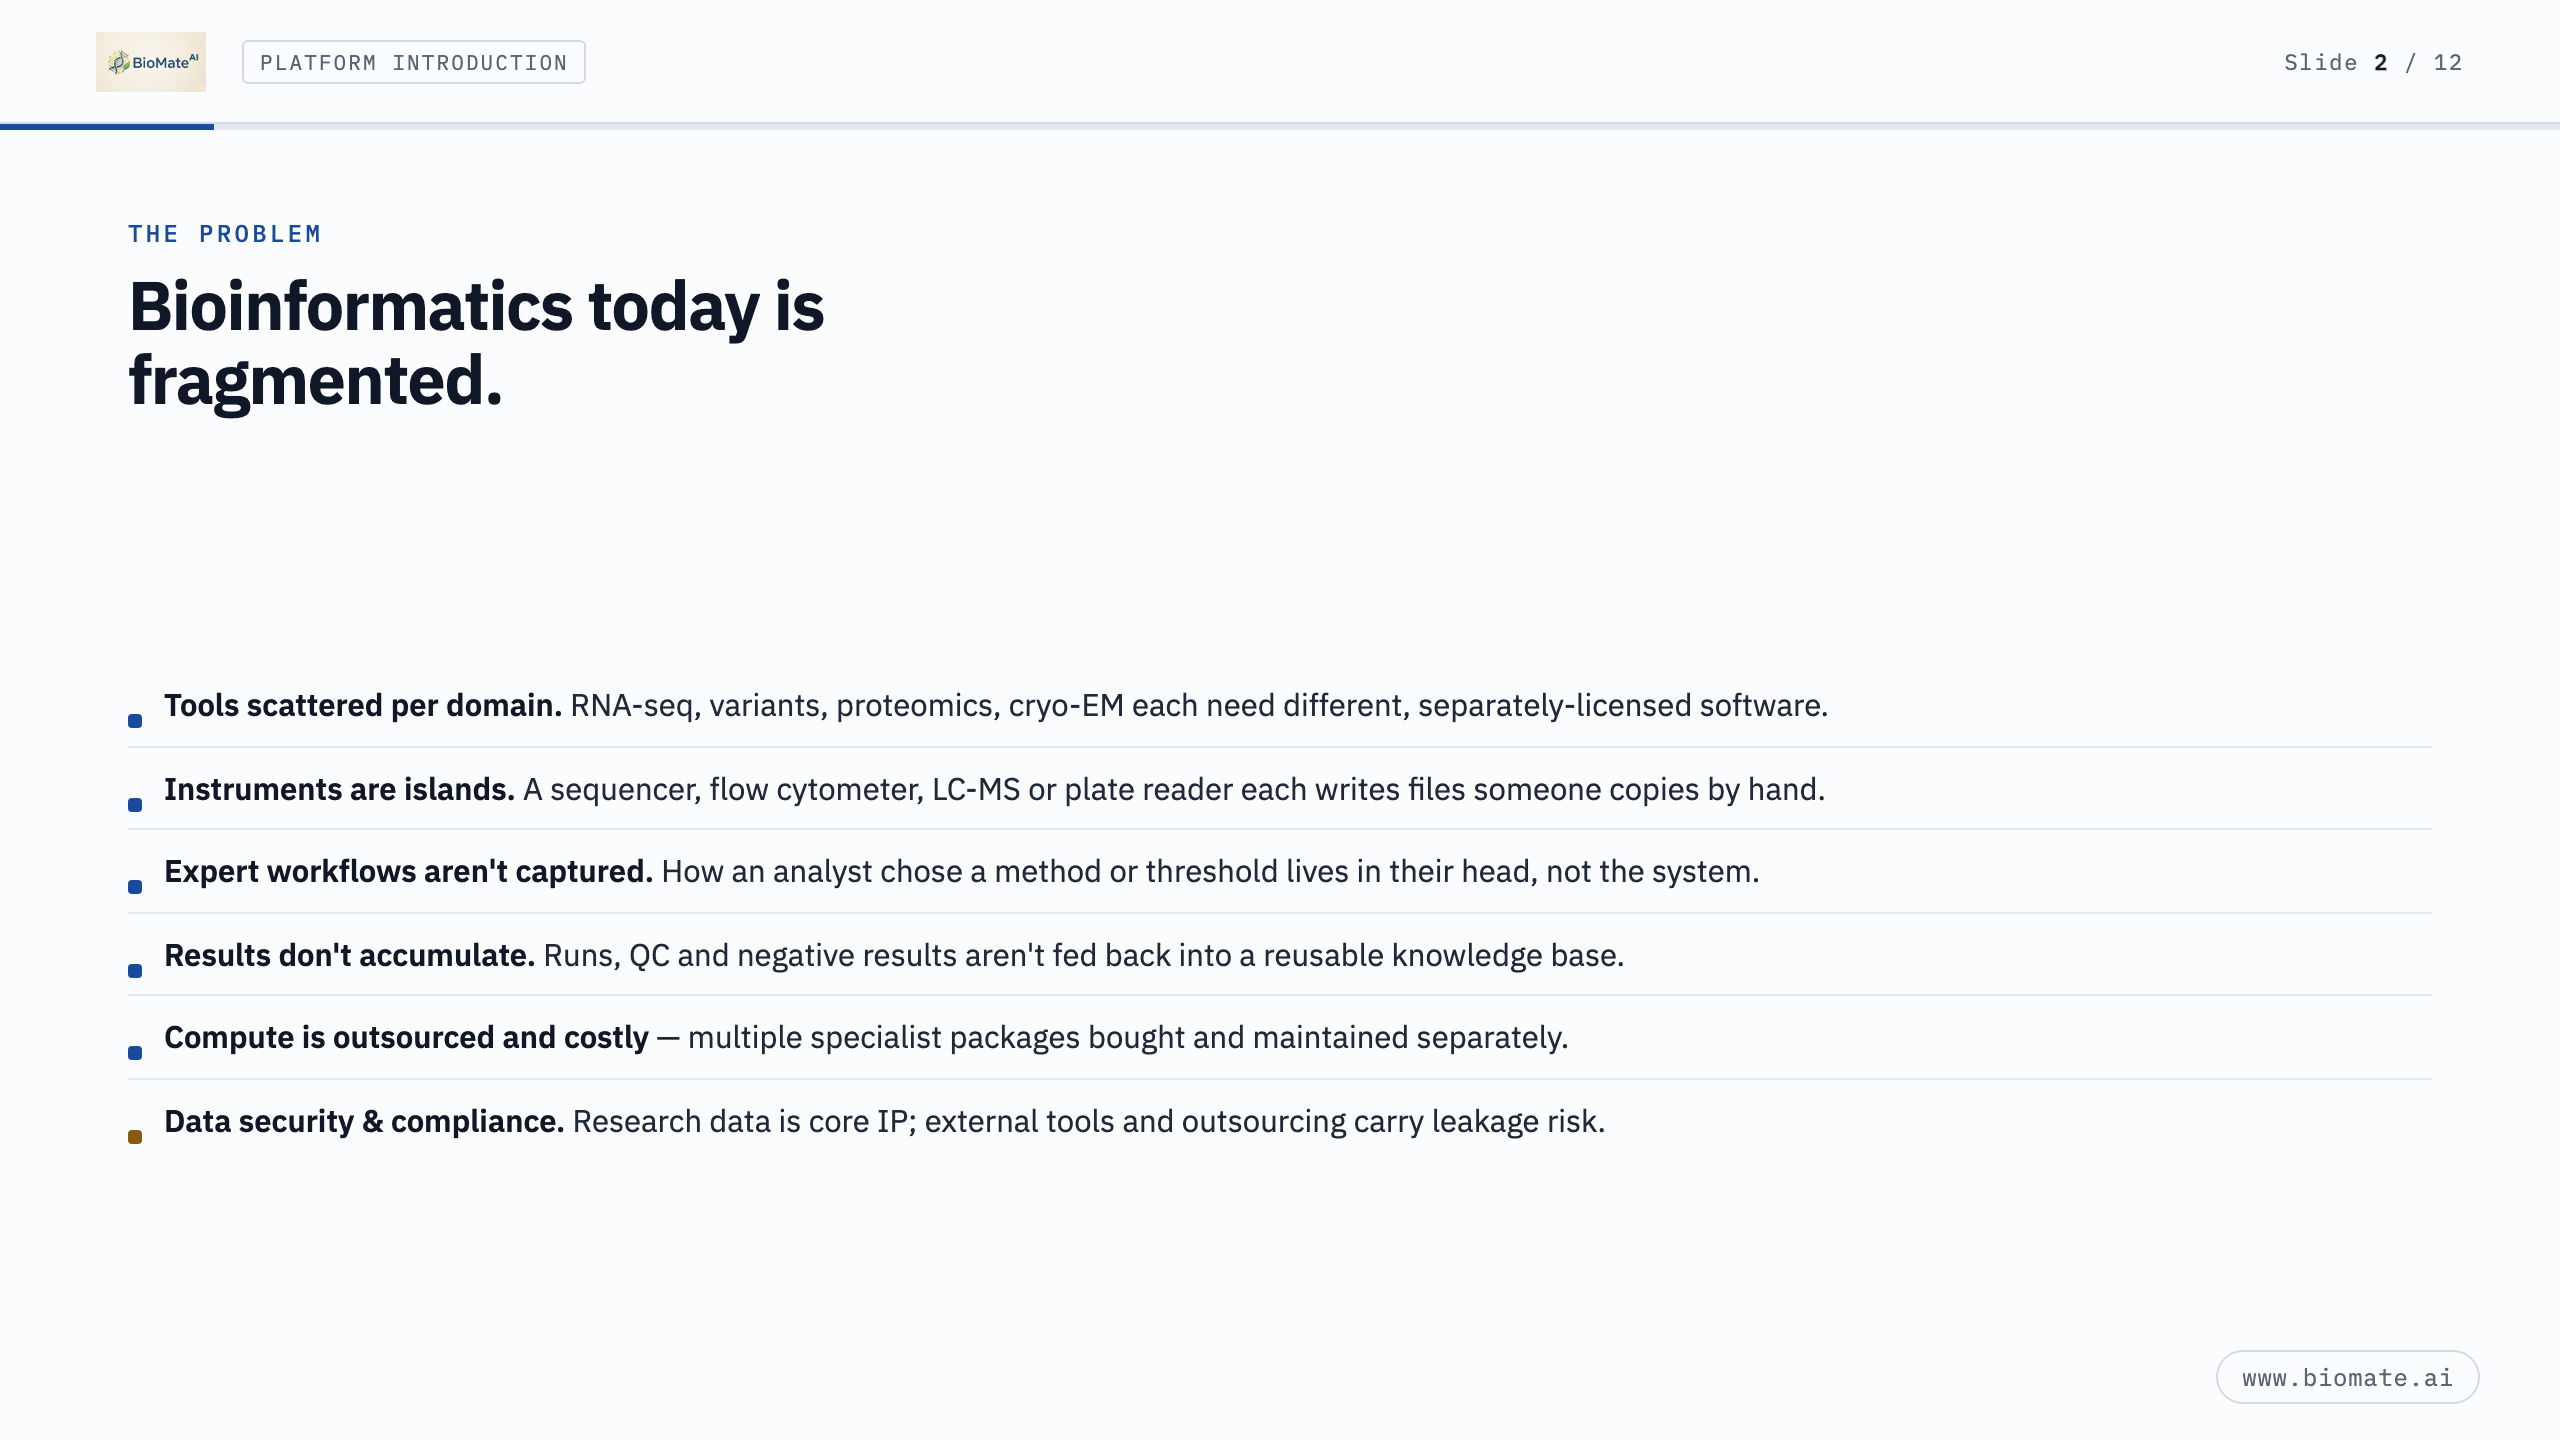 BioMate AI
PLATFORM INTRODUCTION
Slide 2 / 12
THE PROBLEM
Bioinformatics today is
fragmented.
Tools scattered per domain. RNA-seq, variants, proteomics, cryo-EM each need different, separately-licensed software.
Instruments are islands. A sequencer, flow cytometer, LC-MS or plate reader each writes files someone copies by hand.
Expert workflows aren't captured. How an analyst chose a method or threshold lives in their head, not the system.
Results don't accumulate. Runs, QC and negative results aren't fed back into a reusable knowledge base.
Compute is outsourced and costly — multiple specialist packages bought and maintained separately.
Data security & compliance. Research data is core IP; external tools and outsourcing carry leakage risk.
www.biomate.ai